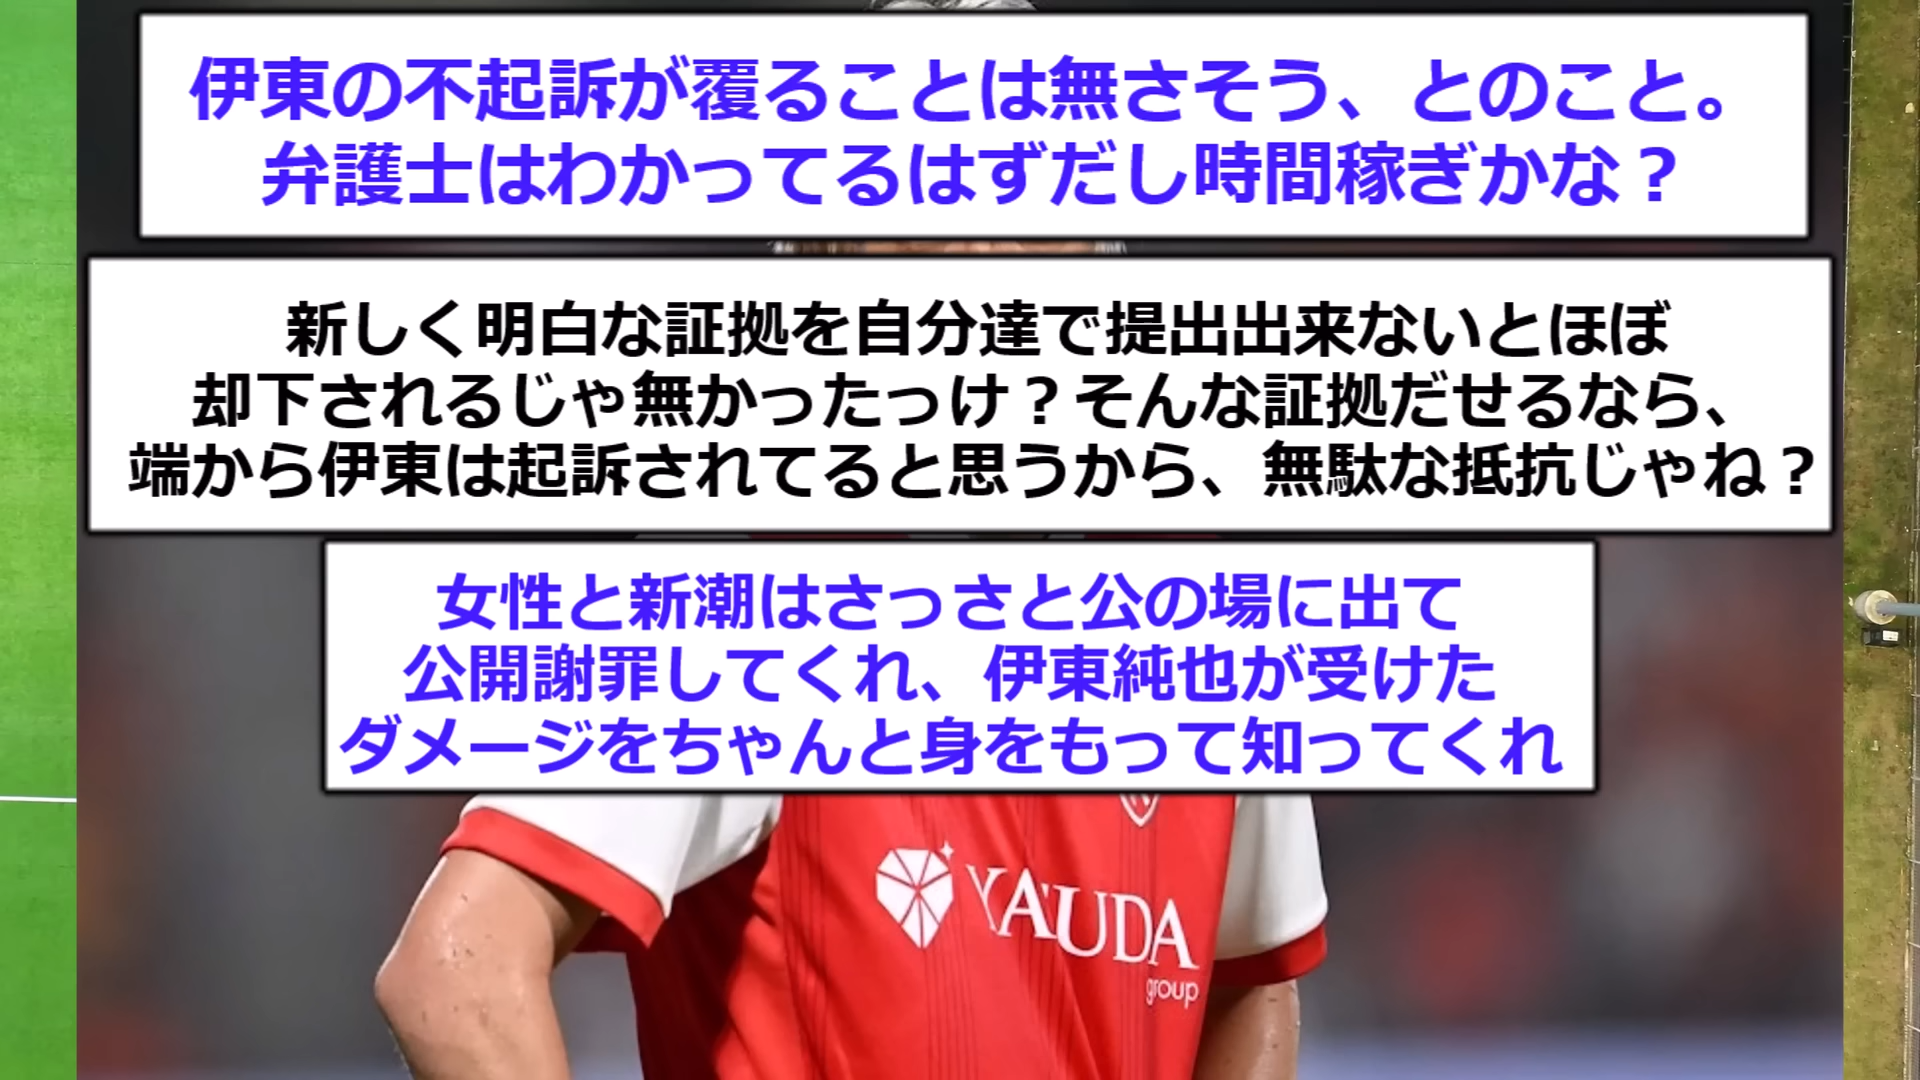 伊東の不起訴が覆ることは無さそう、とのこと。
弁護士はわかってるはずだし時間稼ぎかな？
新しく明白な証拠を自分達で提出出来ないとほぼ
却下されるじゃ無かったっけ？そんな証拠だせるなら、
端から伊東は起訴されてると思うから、無駄な抵抗じゃね？
女性と新潮はさっさと公の場に出て
公開謝罪してくれ、伊東純也が受けた
ダメージをちゃんと身をもって知ってくれ
YAUDA
group